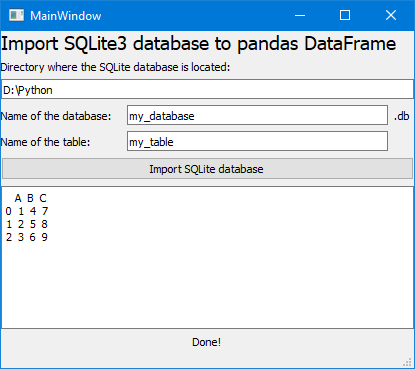 MainWindow
Import SQLite3 database to pandas DataFrame
Directory where the SQLite database is located:
D:\Python
Name of the database: my_database .db
Name of the table: my_table
Import SQLite database
A B C
0 1 4 7
1 2 5 8
2 3 6 9
Done!